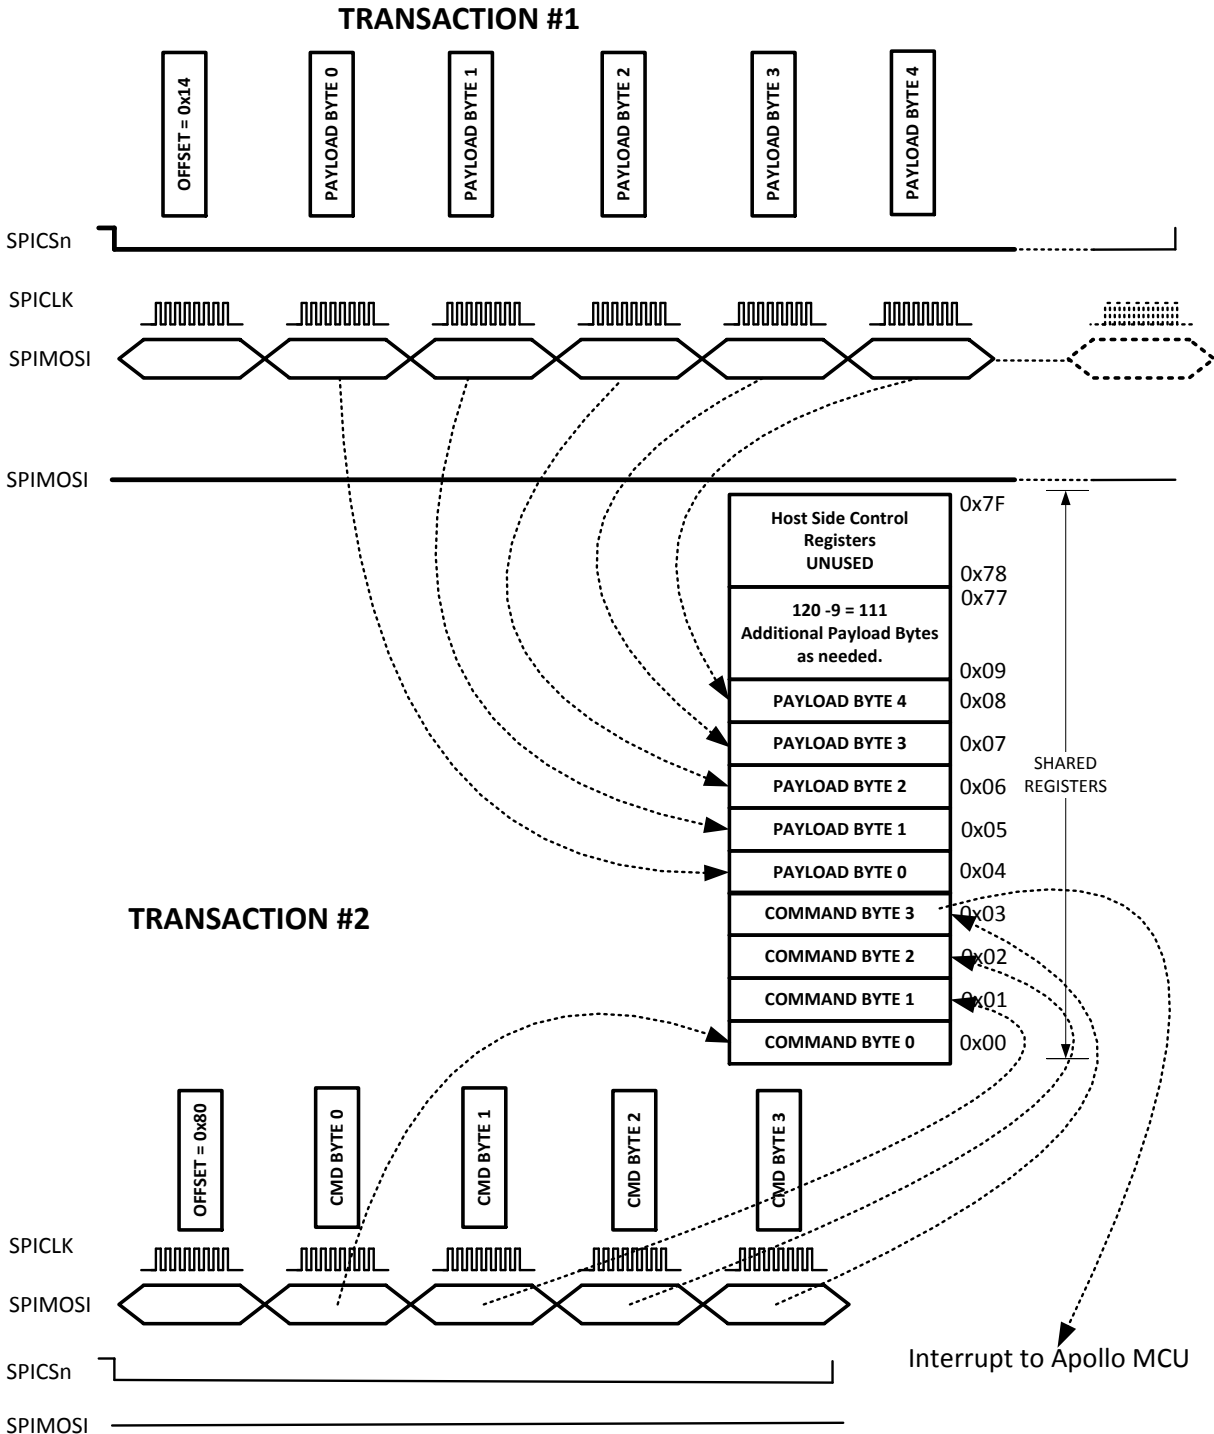 TRANSACTION #1
OFFSET = 0x14
PAYLOAD BYTE 0
PAYLOAD BYTE 1
PAYLOAD BYTE 2
PAYLOAD BYTE 3
PAYLOAD BYTE 4
SPICSn
SPICLK
SPIMOSI
SPIMOSI
Host Side Control
Registers
UNUSED
0x7F
0x78
120 -9 = 111
Additional Payload Bytes
as needed.
0x77
0x09
PAYLOAD BYTE 4
0x08
PAYLOAD BYTE 3
0x07
PAYLOAD BYTE 2
0x06
PAYLOAD BYTE 1
0x05
PAYLOAD BYTE 0
0x04
COMMAND BYTE 3
0x03
COMMAND BYTE 2
0x02
COMMAND BYTE 1
0x01
COMMAND BYTE 0
0x00
SHARED
REGISTERS
TRANSACTION #2
OFFSET = 0x80
CMD BYTE 0
CMD BYTE 1
CMD BYTE 2
CMD BYTE 3
SPICLK
SPIMOSI
SPICSn
SPIMOSI
Interrupt to Apollo MCU